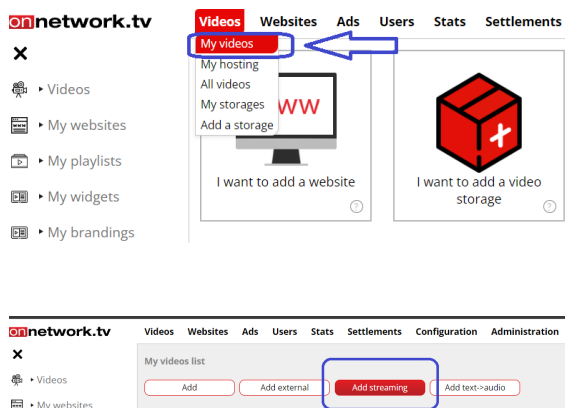 onnetwork.tv
Videos Websites Ads Users Stats Settlements
My videos
My hosting
All videos
My storages
Add a storage
WW
Videos
My websites
My playlists
My widgets
My brandings
I want to add a website
?
I want to add a video
storage
?
onnetwork.tv
Videos Websites Ads Users Stats Settlements Configuration Administration
My videos list
Add Add external Add streaming Add text->audio
Videos
My websites